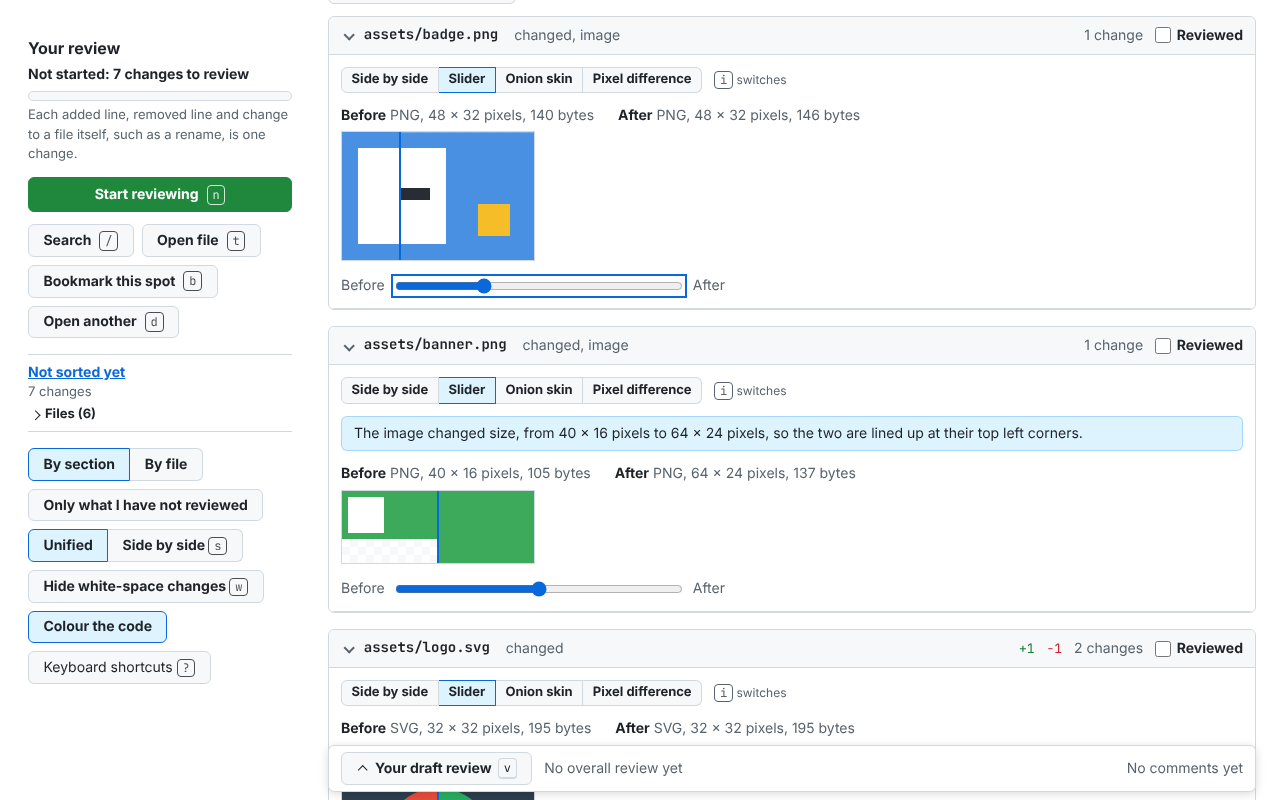 Your review
Not started: 7 changes to review
Each added line, removed line and change
to a file itself, such as a rename, is one
change.
Start reviewing n
Search / Open file t
Bookmark this spot b
Open another d
Not sorted yet
7 changes
Files (6)
By section By file
Only what I have not reviewed
Unified Side by side s
Hide white-space changes w
Colour the code
Keyboard shortcuts ?
assets/badge.png changed, image 1 change Reviewed
Side by side Slider Onion skin Pixel difference i switches
Before PNG, 48 × 32 pixels, 140 bytes After PNG, 48 × 32 pixels, 146 bytes
Before After
assets/banner.png changed, image 1 change Reviewed
Side by side Slider Onion skin Pixel difference i switches
The image changed size, from 40 × 16 pixels to 64 × 24 pixels, so the two are lined up at their top left corners.
Before PNG, 40 × 16 pixels, 105 bytes After PNG, 64 × 24 pixels, 137 bytes
Before After
assets/logo.svg changed +1 -1 2 changes Reviewed
Side by side Slider Onion skin Pixel difference i switches
Before SVG, 32 × 32 pixels, 195 bytes After SVG, 32 × 32 pixels, 195 bytes
Your draft review v No overall review yet No comments yet